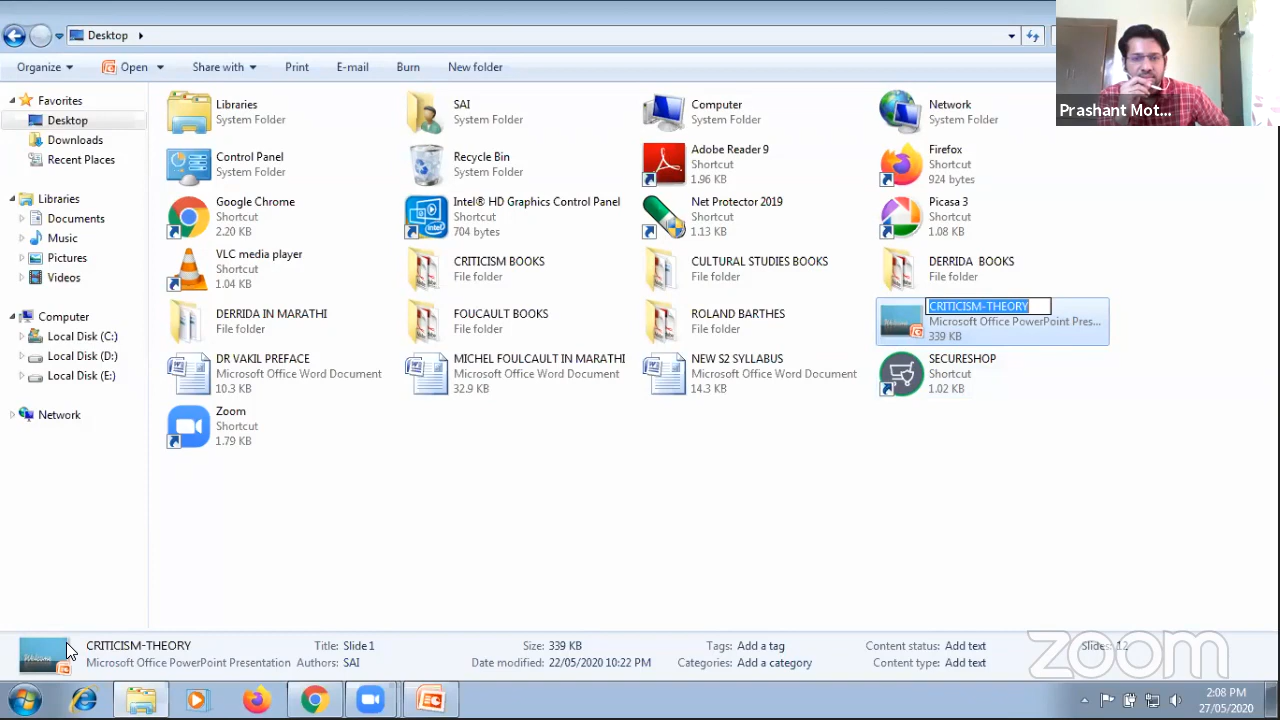 Desktop
Organize
Open
Share with
Print
E-mail
Burn
New folder
Prashant Mot...
Favorites
Desktop
Downloads
Recent Places
Libraries
Documents
Music
Pictures
Videos
Computer
Local Disk (C:)
Local Disk (D:)
Local Disk (E:)
Network
Libraries
System Folder
SAI
System Folder
Computer
System Folder
Network
System Folder
Control Panel
System Folder
Recycle Bin
System Folder
Adobe Reader 9
Shortcut
1.96 KB
Firefox
Shortcut
924 bytes
Google Chrome
Shortcut
2.20 KB
Intel® HD Graphics Control Panel
Shortcut
704 bytes
Net Protector 2019
Shortcut
1.13 KB
Picasa 3
Shortcut
1.08 KB
VLC media player
Shortcut
1.04 KB
CRITICISM BOOKS
File folder
CULTURAL STUDIES BOOKS
File folder
DERRIDA BOOKS
File folder
DERRIDA IN MARATHI
File folder
FOUCAULT BOOKS
File folder
ROLAND BARTHES
File folder
CRITICISM-THEORY
Microsoft Office PowerPoint Pres...
339 KB
DR VAKIL PREFACE
Microsoft Office Word Document
10.3 KB
MICHEL FOULCAULT IN MARATHI
Microsoft Office Word Document
32.9 KB
NEW S2 SYLLABUS
Microsoft Office Word Document
14.3 KB
SECURESHOP
Shortcut
1.02 KB
Zoom
Shortcut
1.79 KB
CRITICISM-THEORY
Microsoft Office PowerPoint Presentation
Title: Slide 1
Authors: SAI
Size: 339 KB
Date modified: 22/05/2020 10:22 PM
Tags: Add a tag
Categories: Add a category
Content status: Add text
Content type: Add text
Slides: 12
zoom
2:08 PM
27/05/2020